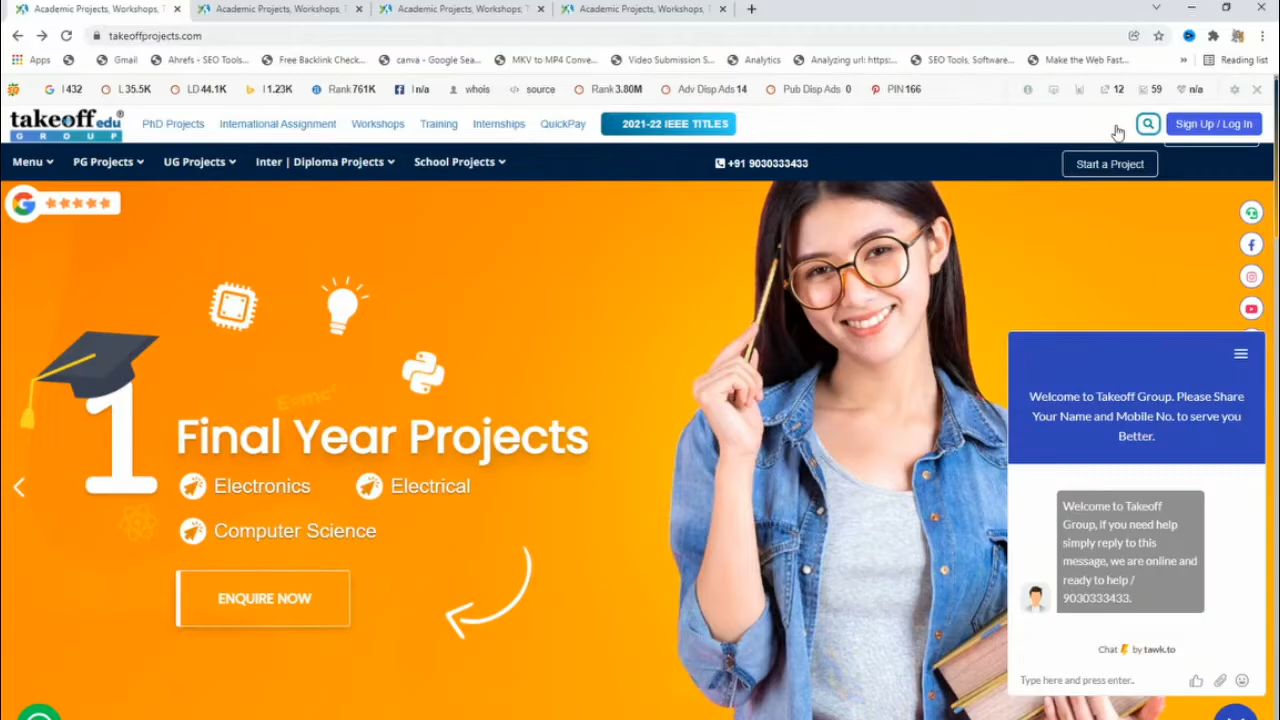 Academic Projects, Workshops, T
Academic Projects, Workshops, T
Academic Projects, Workshops, T
Academic Projects, Workshops, T
takeoffprojects.com
Apps
Gmail
Ahrefs - SEO Tools...
Free Backlink Check...
canva - Google Sea...
MKV to MP4 Conve...
Video Submission S...
Analytics
Analyzing url: https:...
SEO Tools, Software...
Make the Web Fast...
Reading list
I 432
L 35.5K
LD 44.1K
I 1.23K
Rank 761K
I n/a
whois
source
Rank 3.80M
Adv Disp Ads 14
Pub Disp Ads 0
PIN 166
12
59
n/a
takeoff edu ®
GROUP
PhD Projects
International Assignment
Workshops
Training
Internships
QuickPay
2021-22 IEEE TITLES
Sign Up / Log In
Menu
PG Projects
UG Projects
Inter | Diploma Projects
School Projects
+91 9030333433
Start a Project
E=mc²
1
Final Year Projects
Electronics
Electrical
Computer Science
ENQUIRE NOW
Welcome to Takeoff Group. Please Share
Your Name and Mobile No. to serve you
Better.
Welcome to Takeoff
Group, if you need help
simply reply to this
message, we are online and
ready to help /
9030333433.
Chat by tawk.to
Type here and press enter..